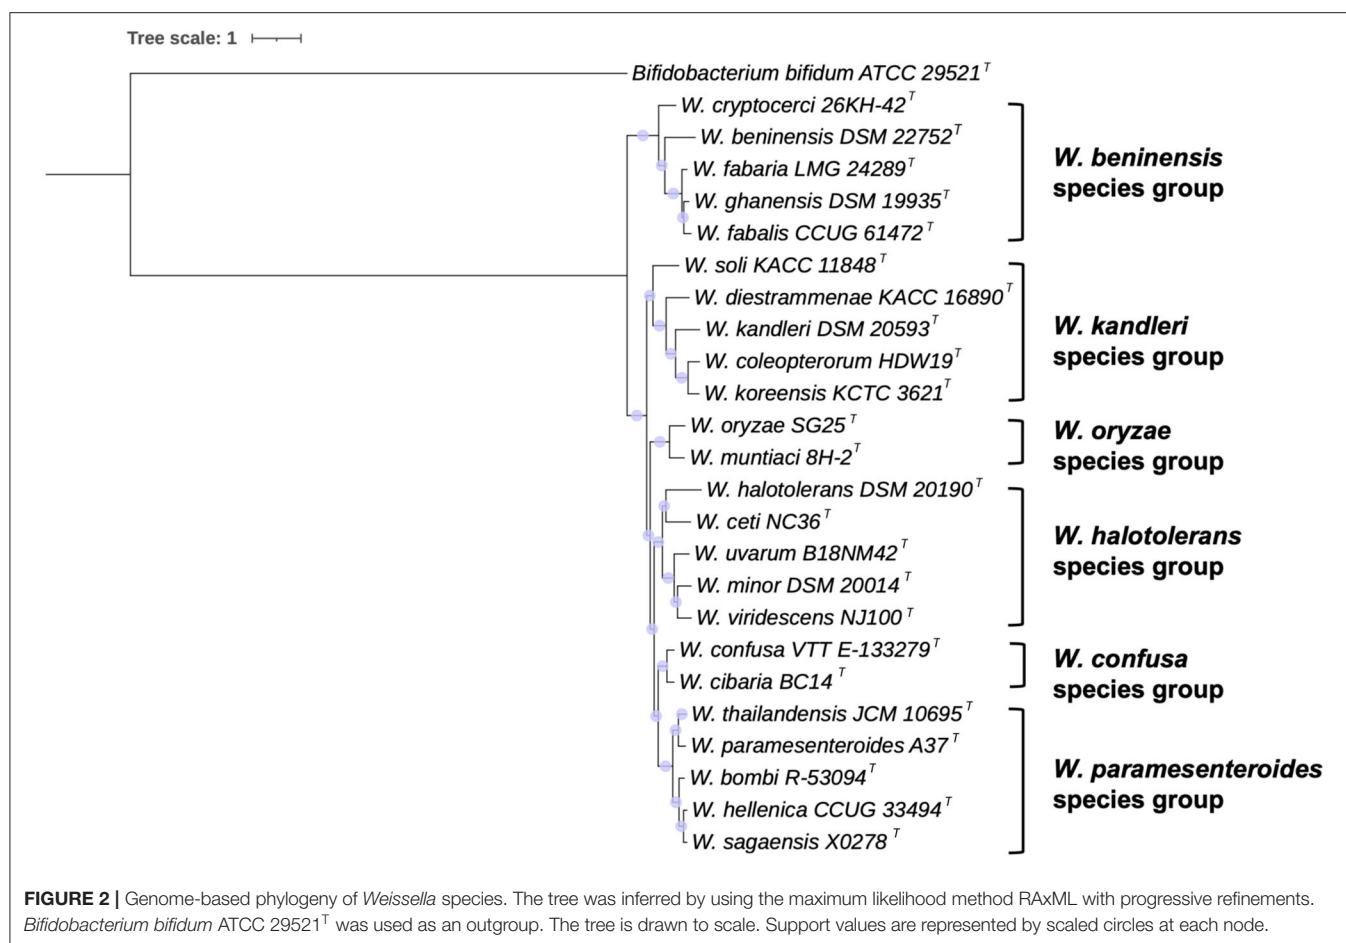 Tree scale: 1
Bifidobacterium bifidum ATCC 29521T
W. cryptocerci 26KH-42T
W. beninensis DSM 22752T
W. fabaria LMG 24289T
W. ghanensis DSM 19935T
W. fabalis CCUG 61472T
W. beninensis
species group
W. soli KACC 11848T
W. diestrammenae KACC 16890T
W. kandleri DSM 20593T
W. coleopterorum HDW19T
W. koreensis KCTC 3621T
W. kandleri
species group
W. oryzae SG25T
W. muntiaci 8H-2T
W. oryzae
species group
W. halotolerans DSM 20190T
W. ceti NC36T
W. uvarum B18NM42T
W. minor DSM 20014T
W. viridescens NJ100T
W. halotolerans
species group
W. confusa VTT E-133279T
W. cibaria BC14T
W. confusa
species group
W. thailandensis JCM 10695T
W. paramesenteroides A37T
W. bombi R-53094T
W. hellenica CCUG 33494T
W. sagaensis X0278T
W. paramesenteroides
species group
FIGURE 2 | Genome-based phylogeny of Weissella species. The tree was inferred by using the maximum likelihood method RAxML with progressive refinements.
Bifidobacterium bifidum ATCC 29521T was used as an outgroup. The tree is drawn to scale. Support values are represented by scaled circles at each node.